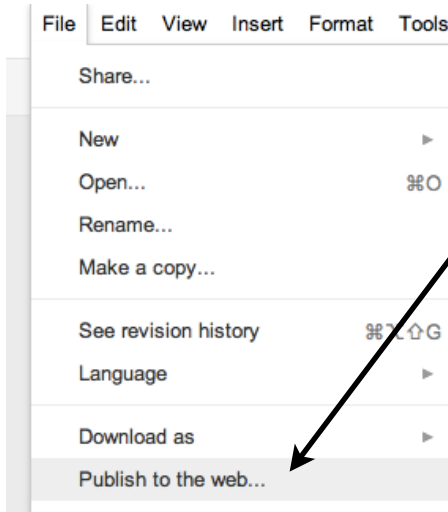 File Edit View Insert Format Tools
Share...
New ►
Open... ⌘O
Rename...
Make a copy...
See revision history ⌘⌥⇧G
Language ►
Download as ►
Publish to the web...